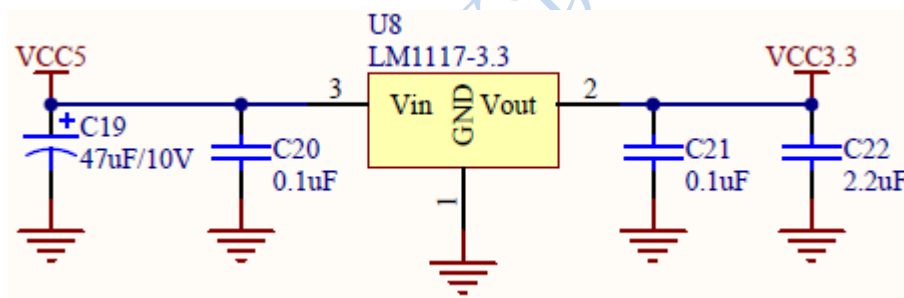 U8
LM1117-3.3
VCC5
VCC3.3
3
Vin
GND
Vout
2
C19
47uF/10V
C20
0.1uF
1
C21
0.1uF
C22
2.2uF